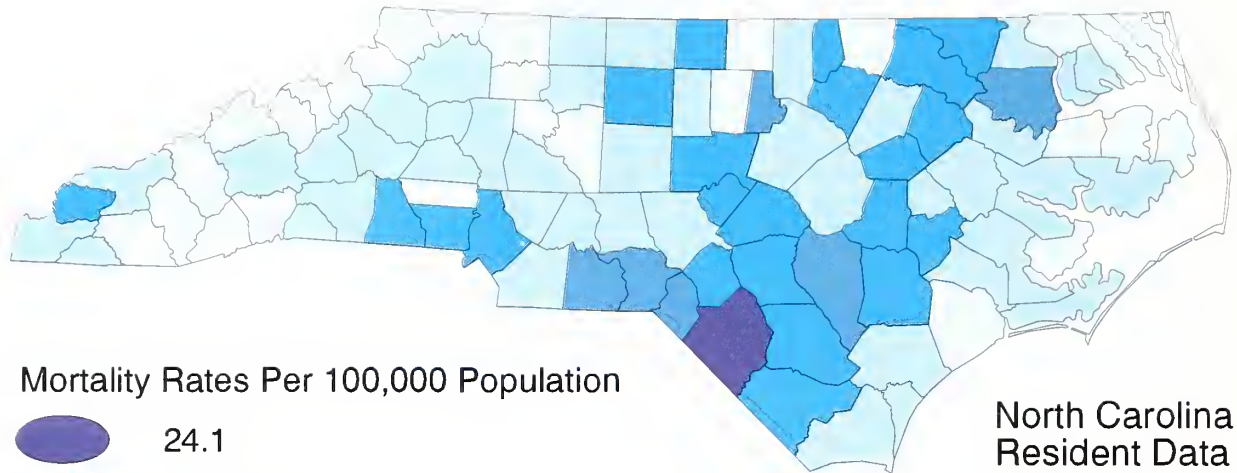 Mortality Rates Per 100,000 Population
24.1
North Carolina
Resident Data